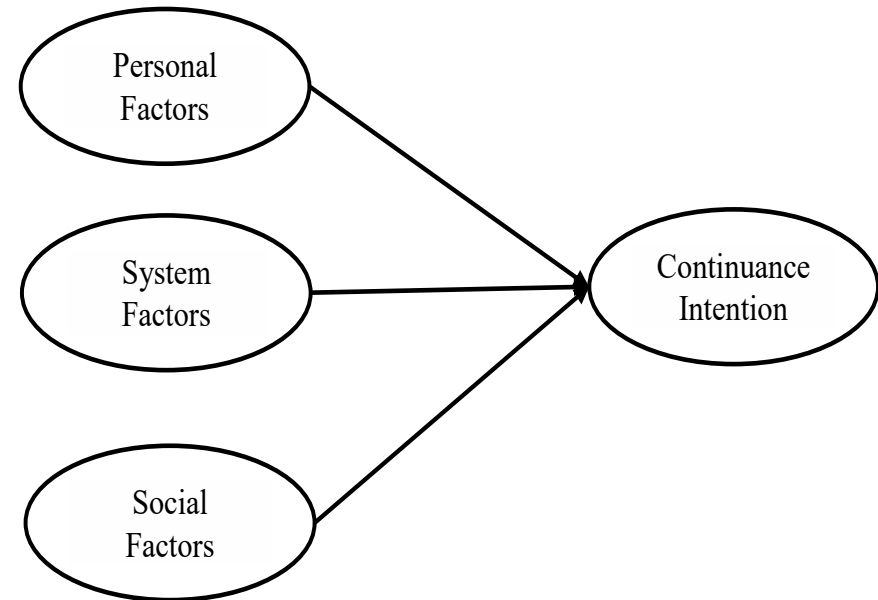 Personal
Factors
System
Factors
Continuance
Intention
Social
Factors